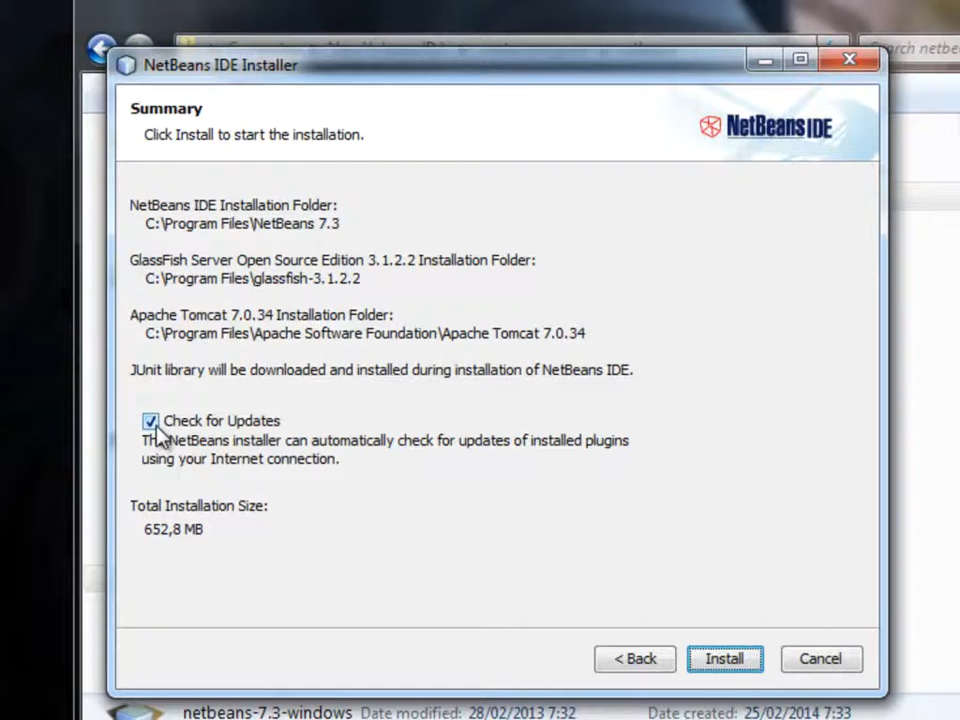 Search netbe
NetBeans IDE Installer
Summary
Click Install to start the installation.
NetBeans IDE
NetBeans IDE Installation Folder:
C:\Program Files\NetBeans 7.3
GlassFish Server Open Source Edition 3.1.2.2 Installation Folder:
C:\Program Files\glassfish-3.1.2.2
Apache Tomcat 7.0.34 Installation Folder:
C:\Program Files\Apache Software Foundation\Apache Tomcat 7.0.34
JUnit library will be downloaded and installed during installation of NetBeans IDE.
Check for Updates
The NetBeans installer can automatically check for updates of installed plugins
using your Internet connection.
Total Installation Size:
652,8 MB
< Back Install Cancel
netbeans-7.3-windows Date modified: 28/02/2013 7:32 Date created: 25/02/2014 7:33